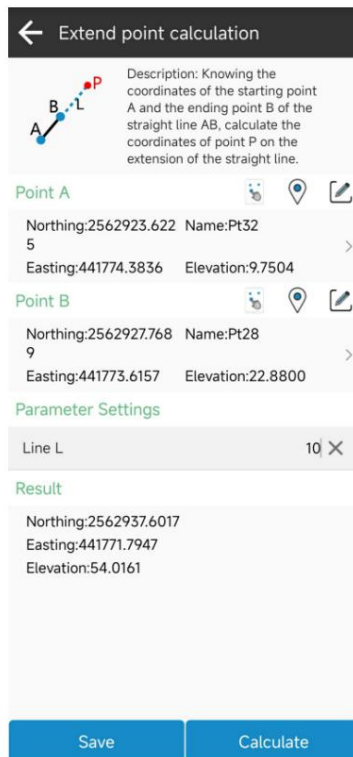 Extend point calculation
P
B
L
A
Description: Knowing the
coordinates of the starting point
A and the ending point B of the
straight line AB, calculate the
coordinates of point P on the
extension of the straight line.
Point A
Northing:2562923.622 Name:Pt32
5
Easting:441774.3836 Elevation:9.7504
Point B
Northing:2562927.768 Name:Pt28
9
Easting:441773.6157 Elevation:22.8800
Parameter Settings
Line L 10
Result
Northing:2562937.6017
Easting:441771.7947
Elevation:54.0161
Save Calculate